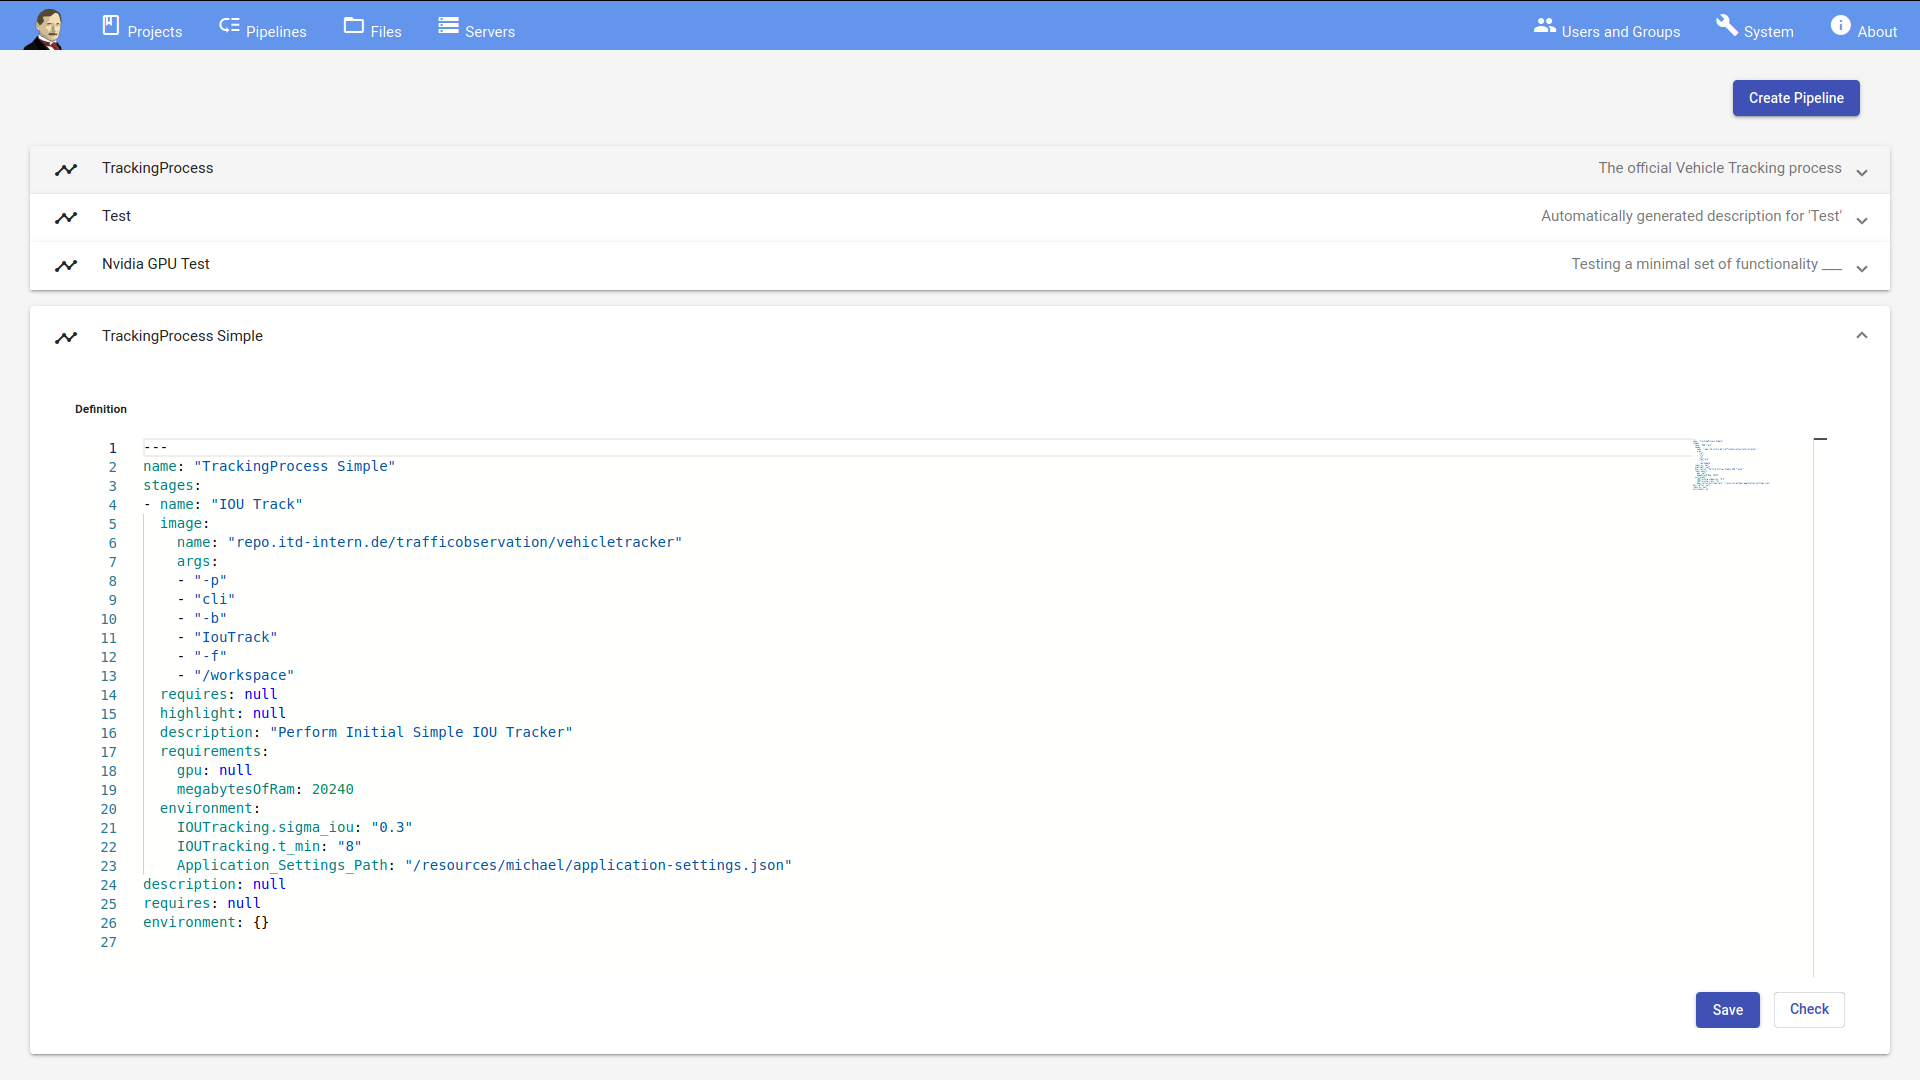 Projects Pipelines Files Servers Users and Groups System About
Create Pipeline
TrackingProcess The official Vehicle Tracking process
Test Automatically generated description for 'Test'
Nvidia GPU Test Testing a minimal set of functionality ___
TrackingProcess Simple
Definition
1 ---
2 name: "TrackingProcess Simple"
3 stages:
4 - name: "IOU Track"
5 image:
6 name: "repo.itd-intern.de/trafficobservation/vehicletracker"
7 args:
8 - "-p"
9 - "cli"
10 - "-b"
11 - "IouTrack"
12 - "-f"
13 - "/workspace"
14 requires: null
15 highlight: null
16 description: "Perform Initial Simple IOU Tracker"
17 requirements:
18 gpu: null
19 megabytesOfRam: 20240
20 environment:
21 IOUTracking.sigma_iou: "0.3"
22 IOUTracking.t_min: "8"
23 Application_Settings_Path: "/resources/michael/application-settings.json"
24 description: null
25 requires: null
26 environment: {}
27
Save Check